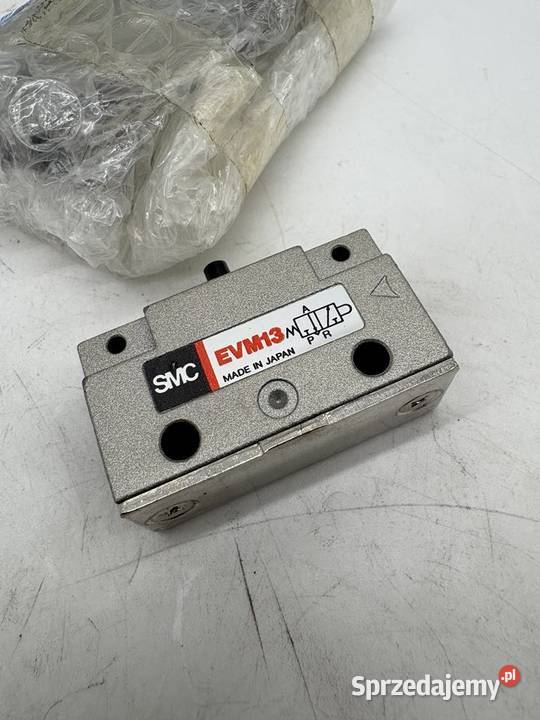 SMC
EVM13
MADE IN JAPAN
A
P R
Sprzedajemy.pl